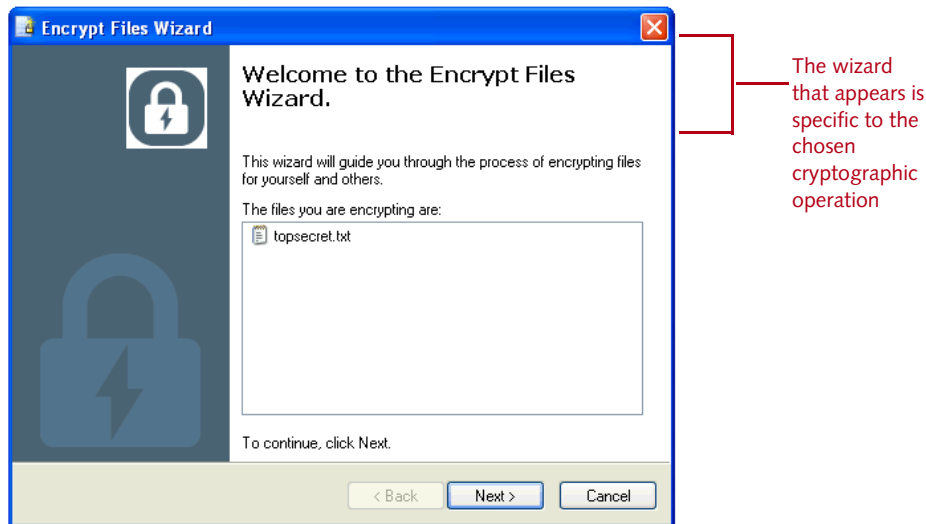 Encrypt Files Wizard
Welcome to the Encrypt Files
Wizard.
This wizard will guide you through the process of encrypting files
for yourself and others.
The files you are encrypting are:
topsecret.txt
To continue, click Next.
< Back
Next >
Cancel
The wizard
that appears is
specific to the
chosen
cryptographic
operation